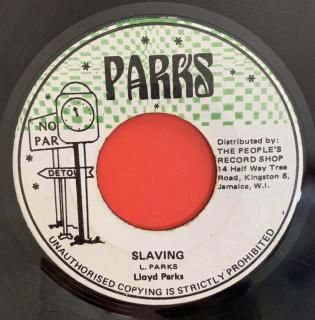 PARKS
NO
PAR
DETOU
Distributed by:
THE PEOPLE'S
RECORD SHOP
14 Half Way Tree
Road, Kingston 6,
Jamaica, W.I.
SLAVING
L. PARKS
Lloyd Parks
UNAUTHORISED COPYING IS STRICTLY PROHIBITED